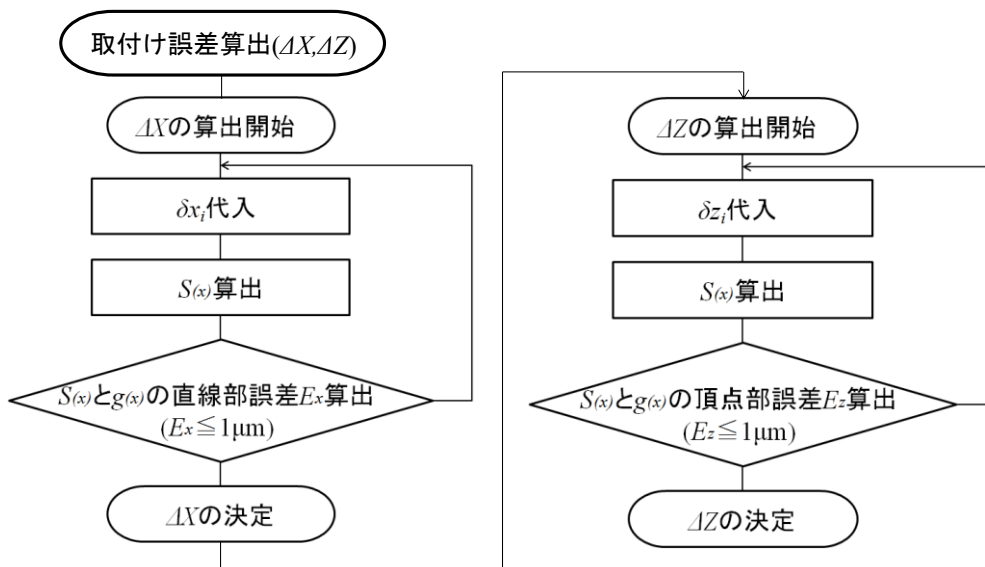 取付け誤差算出(ΔX,ΔZ)
ΔXの算出開始
δxi代入
S(x)算出
S(x)とg(x)の直線部誤差Ex算出
(Ex≦1μm)
ΔXの決定
ΔZの算出開始
δzi代入
S(x)算出
S(x)とg(x)の頂点部誤差Ez算出
(Ez≦1μm)
ΔZの決定